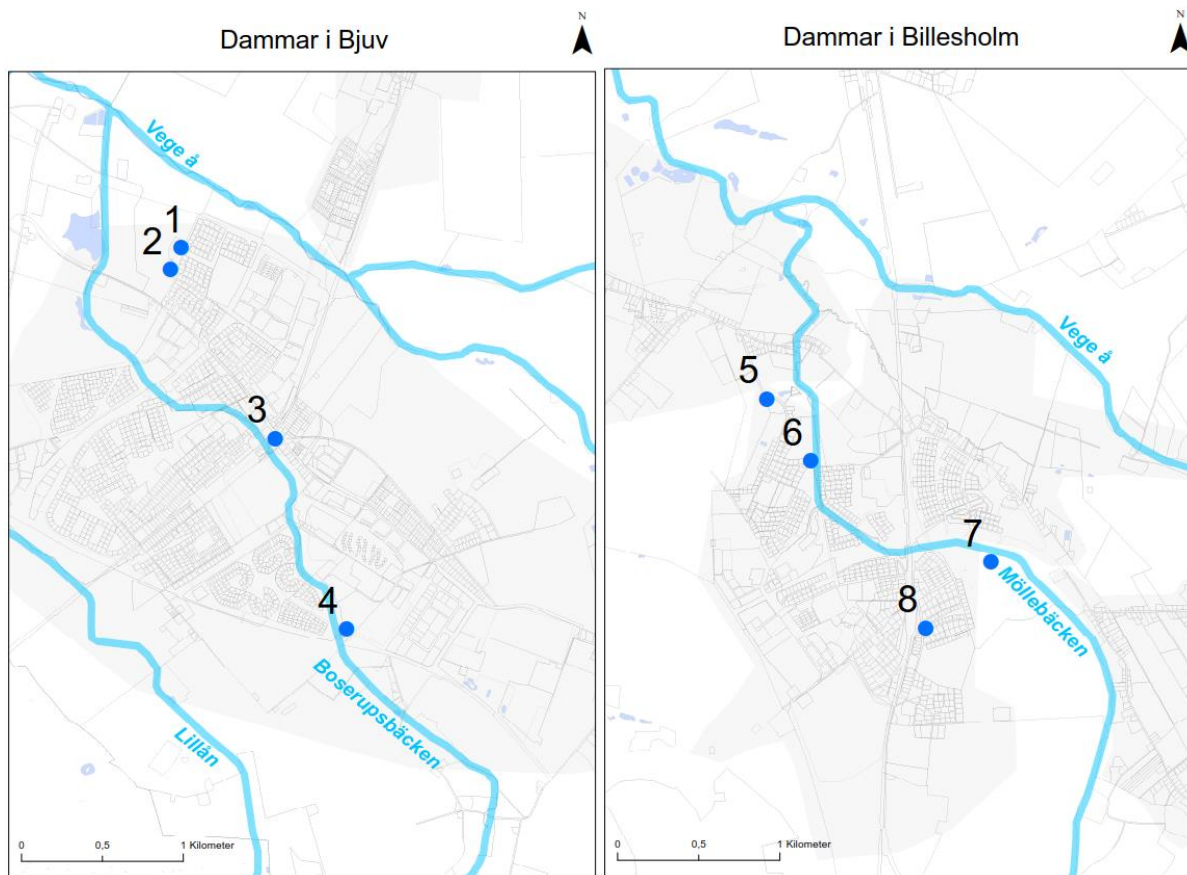 Dammar i Bjuv
N
Vege å
1
2
3
4
Boserupsbäcken
Lillån
0
0,5
1 Kilometer
Dammar i Billesholm
N
Vege å
5
6
7
Möllebäcken
8
0
0,5
1 Kilometer